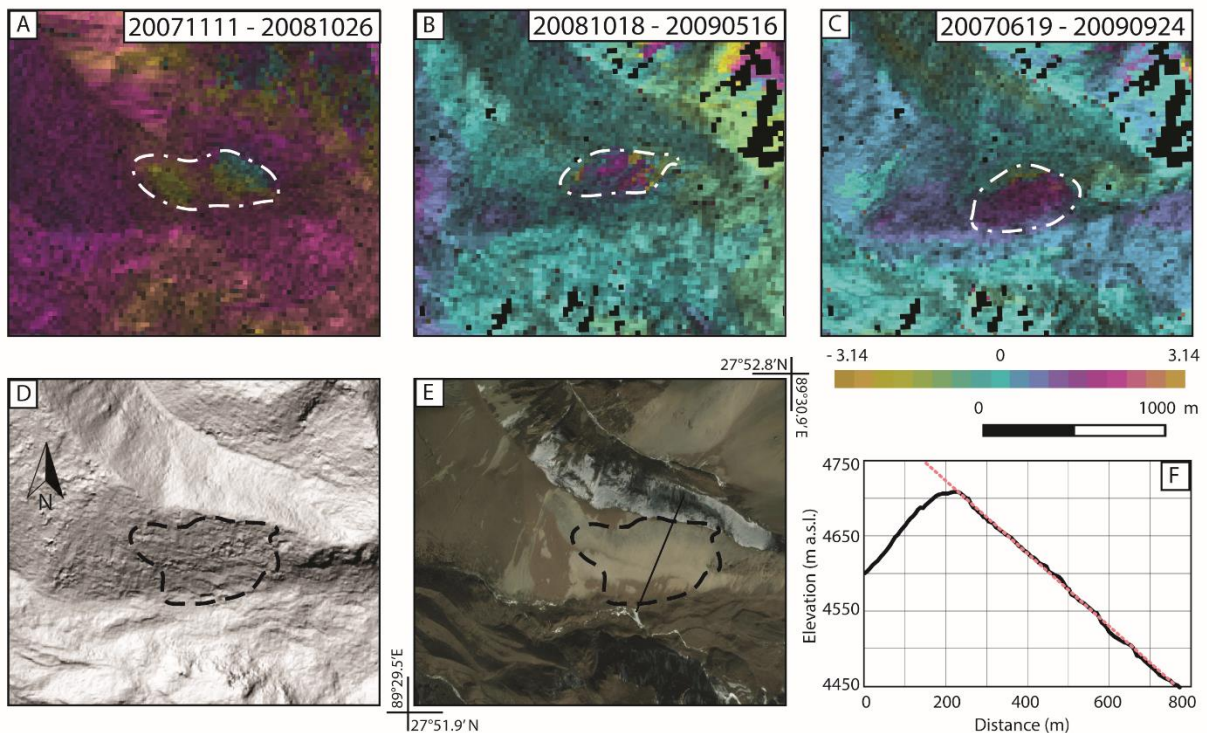 A
20071111 - 20081026
B
20081018 - 20090516
C
20070619 - 20090924
D
N
E
27°52.8'N
89°30.9'E
89°29.5'E
27°51.9' N
- 3.14 0 3.14
0 1000 m
F
4750
4650
4550
4450
Elevation (m a.s.l.)
0 200 400 600 800
Distance (m)